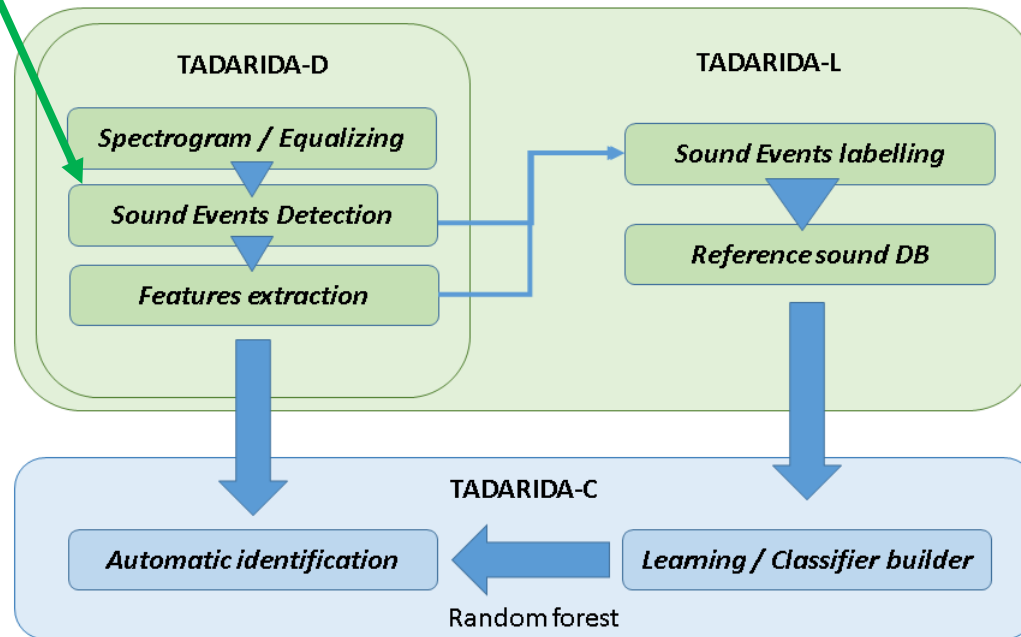 TADARIDA-D
Spectrogram / Equalizing
Sound Events Detection
Features extraction
TADARIDA-L
Sound Events labelling
Reference sound DB
TADARIDA-C
Automatic identification
Learning / Classifier builder
Random forest